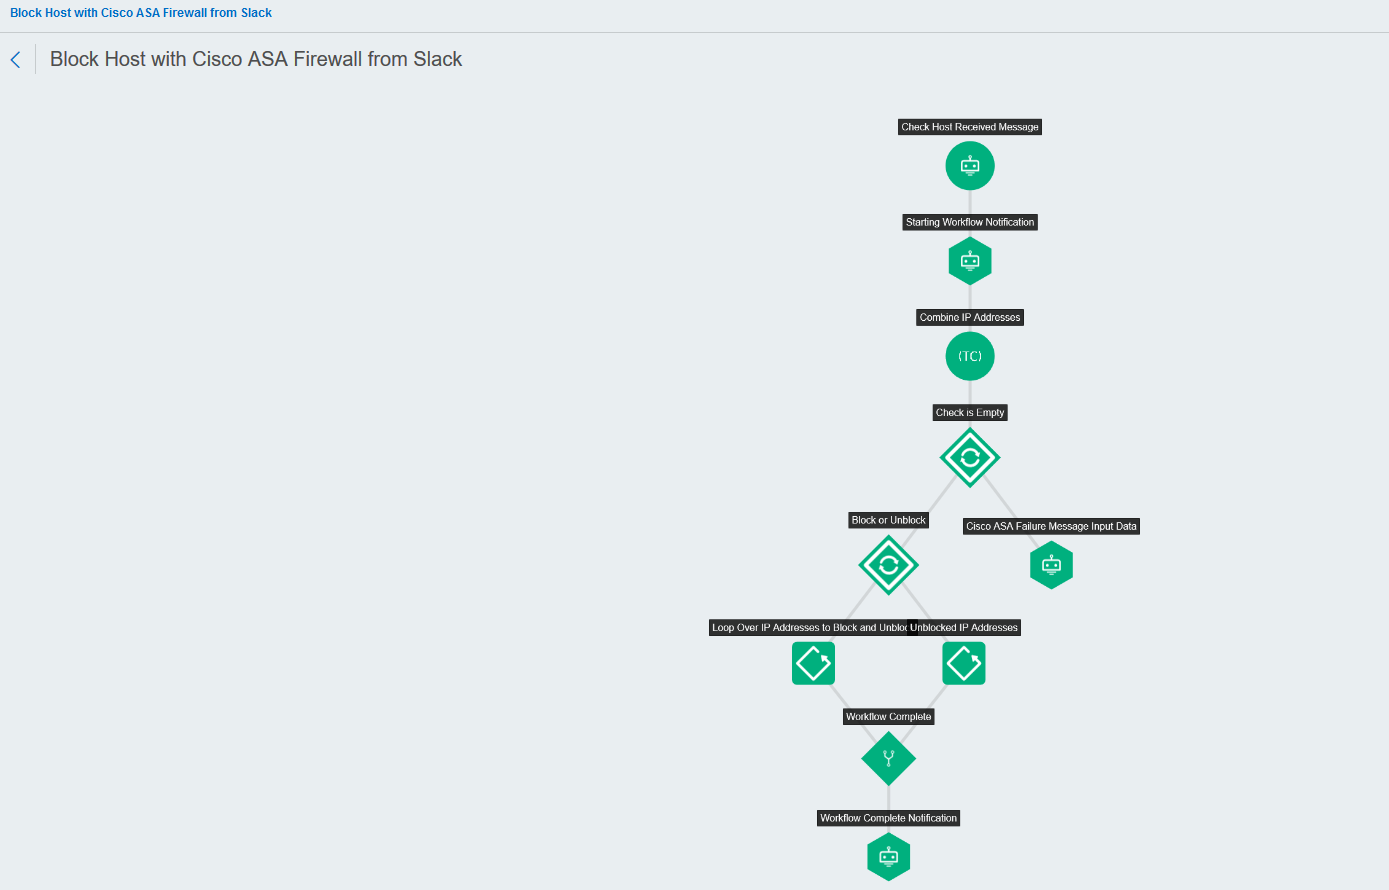 Block Host with Cisco ASA Firewall from Slack
Block Host with Cisco ASA Firewall from Slack
Check Host Received Message
Starting Workflow Notification
Combine IP Addresses
(TC)
Check is Empty
Block or Unblock
Cisco ASA Failure Message Input Data
Loop Over IP Addresses to Block and
Unblocked IP Addresses
Workflow Complete
Workflow Complete Notification